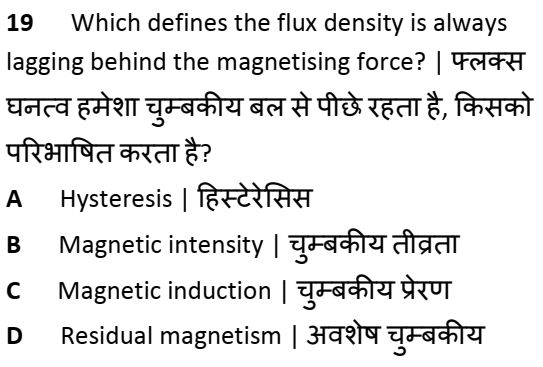 19 Which defines the flux density is always
lagging behind the magnetising force? | फ्लक्स
घनत्व हमेशा चुम्बकीय बल से पीछे रहता है, किसको
परिभाषित करता है?
A Hysteresis | हिस्टेरेसिस
B Magnetic intensity | चुम्बकीय तीव्रता
C Magnetic induction | चुम्बकीय प्रेरण
D Residual magnetism | अवशेष चुम्बकीय